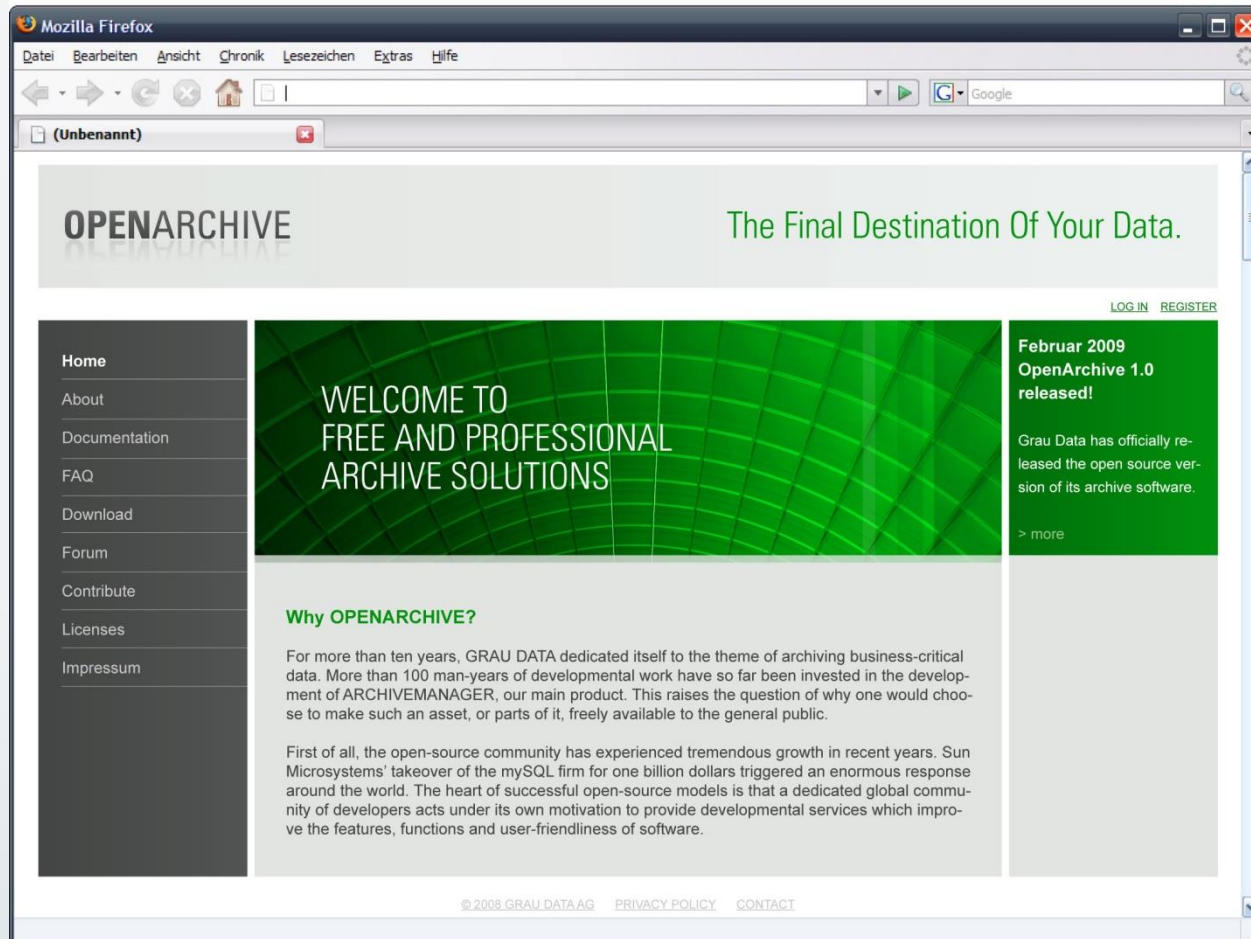 Mozilla Firefox
Datei Bearbeiten Ansicht Chronik Lesezeichen Extras Hilfe
G Google
(Unbenannt)
OPENARCHIVE
The Final Destination Of Your Data.
LOG IN REGISTER
Home
About
Documentation
FAQ
Download
Forum
Contribute
Licenses
Impressum
WELCOME TO
FREE AND PROFESSIONAL
ARCHIVE SOLUTIONS
Februar 2009
OpenArchive 1.0
released!
Grau Data has officially re-
leased the open source ver-
sion of its archive software.
> more
Why OPENARCHIVE?
For more than ten years, GRAU DATA dedicated itself to the theme of archiving business-critical
data. More than 100 man-years of developmental work have so far been invested in the develop-
ment of ARCHIVEMANAGER, our main product. This raises the question of why one would choo-
se to make such an asset, or parts of it, freely available to the general public.
First of all, the open-source community has experienced tremendous growth in recent years. Sun
Microsystems’ takeover of the mySQL firm for one billion dollars triggered an enormous response
around the world. The heart of successful open-source models is that a dedicated global commu-
nity of developers acts under its own motivation to provide developmental services which impro-
ve the features, functions and user-friendliness of software.
© 2008 GRAU DATA AG PRIVACY POLICY CONTACT